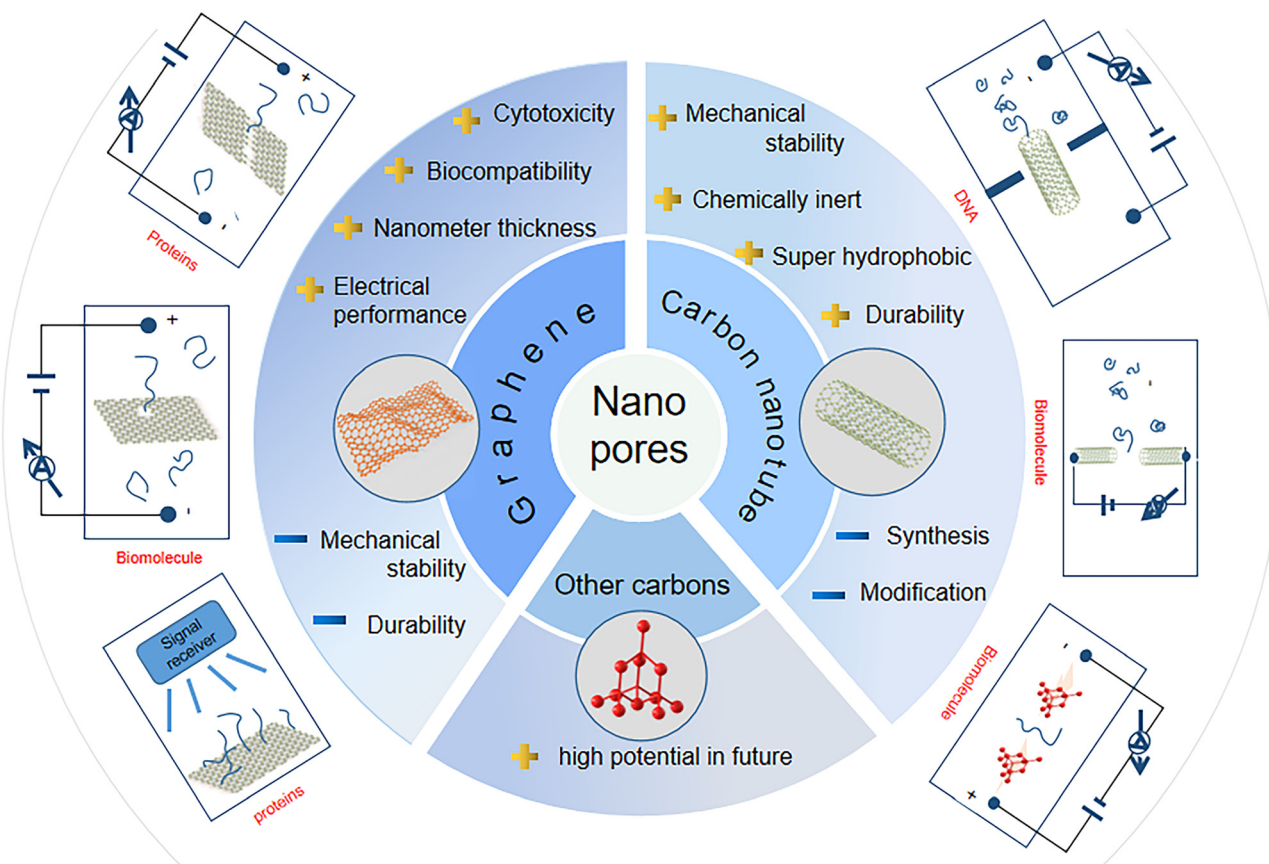 Nano
pores
Graphene
+ Cytotoxicity
+ Biocompatibility
+ Nanometer thickness
+ Electrical
performance
- Mechanical
stability
- Durability
Carbon nanotube
+ Mechanical
stability
+ Chemically inert
+ Super hydrophobic
+ Durability
- Synthesis
- Modification
Other carbons
+ high potential in future
A
+
-
Proteins
A
+
-
Biomolecule
Signal
receiver
proteins
A
-
DNA
-
A
Biomolecule
-
A
+
Biomolecule